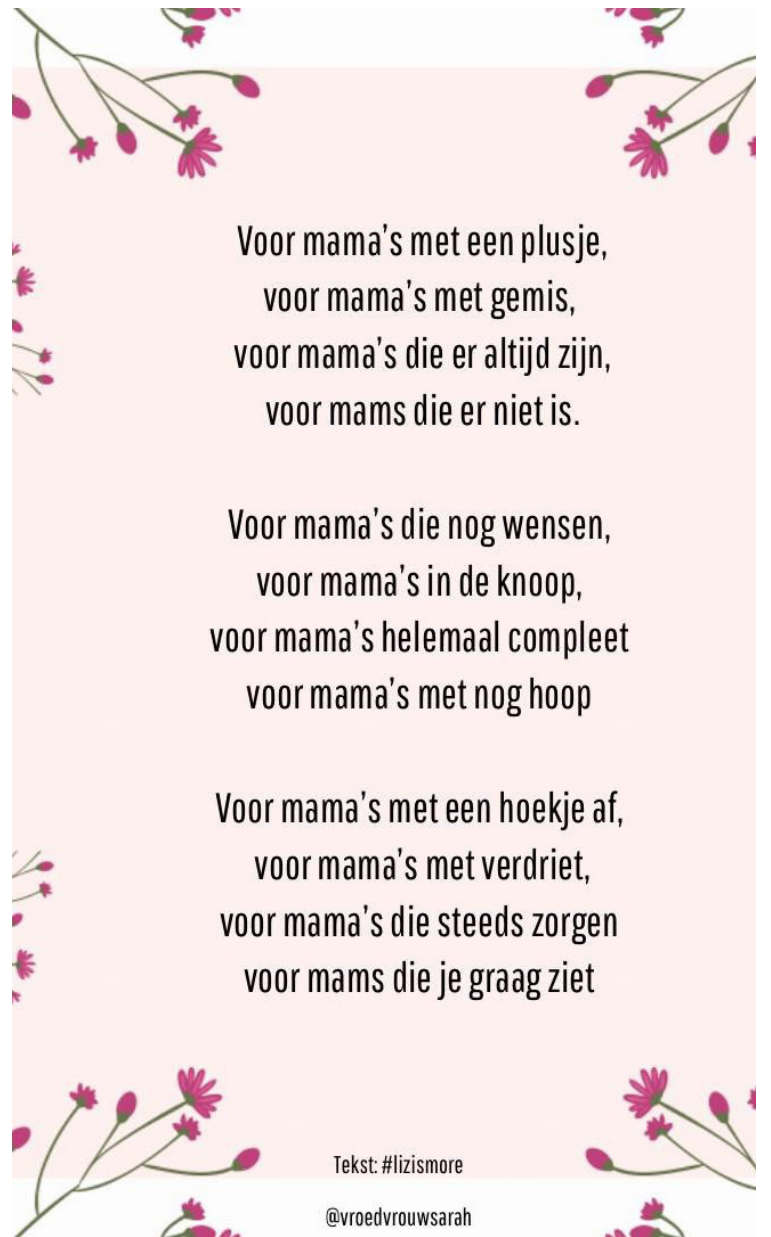 Voor mama’s met een plusje,
voor mama’s met gemis,
voor mama’s die er altijd zijn,
voor mams die er niet is.
Voor mama’s die nog wensen,
voor mama’s in de knoop,
voor mama’s helemaal compleet
voor mama’s met nog hoop
Voor mama’s met een hoekje af,
voor mama’s met verdriet,
voor mama’s die steeds zorgen
voor mams die je graag ziet
Tekst: #lizismore
@vroedvrouwsarah